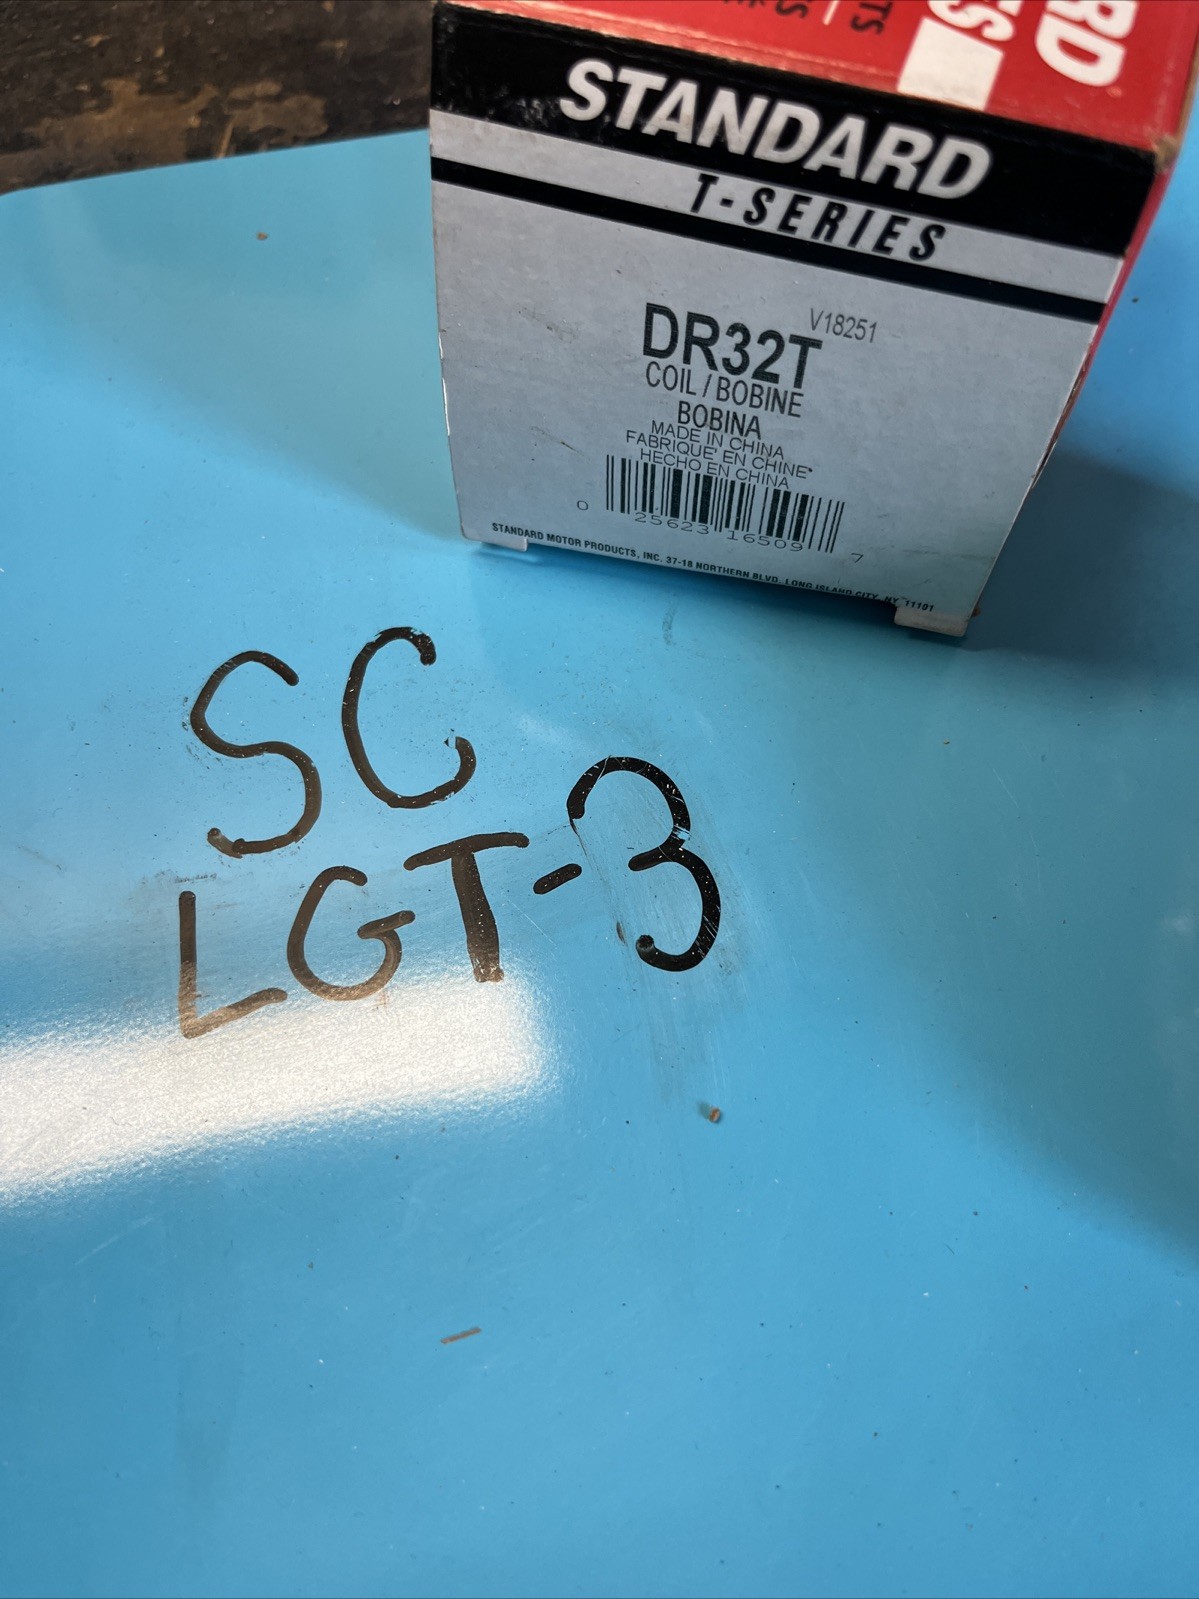 STANDARD
T-SERIES
V18251
DR32T
COIL / BOBINE
BOBINA
MADE IN CHINA
FABRIQUE' EN CHINE*
HECHO EN CHINA
0 25623 16509 7
STANDARD MOTOR PRODUCTS, INC. 37-18 NORTHERN BLVD. LONG ISLAND CITY, NY 11101
SC
LGT-3